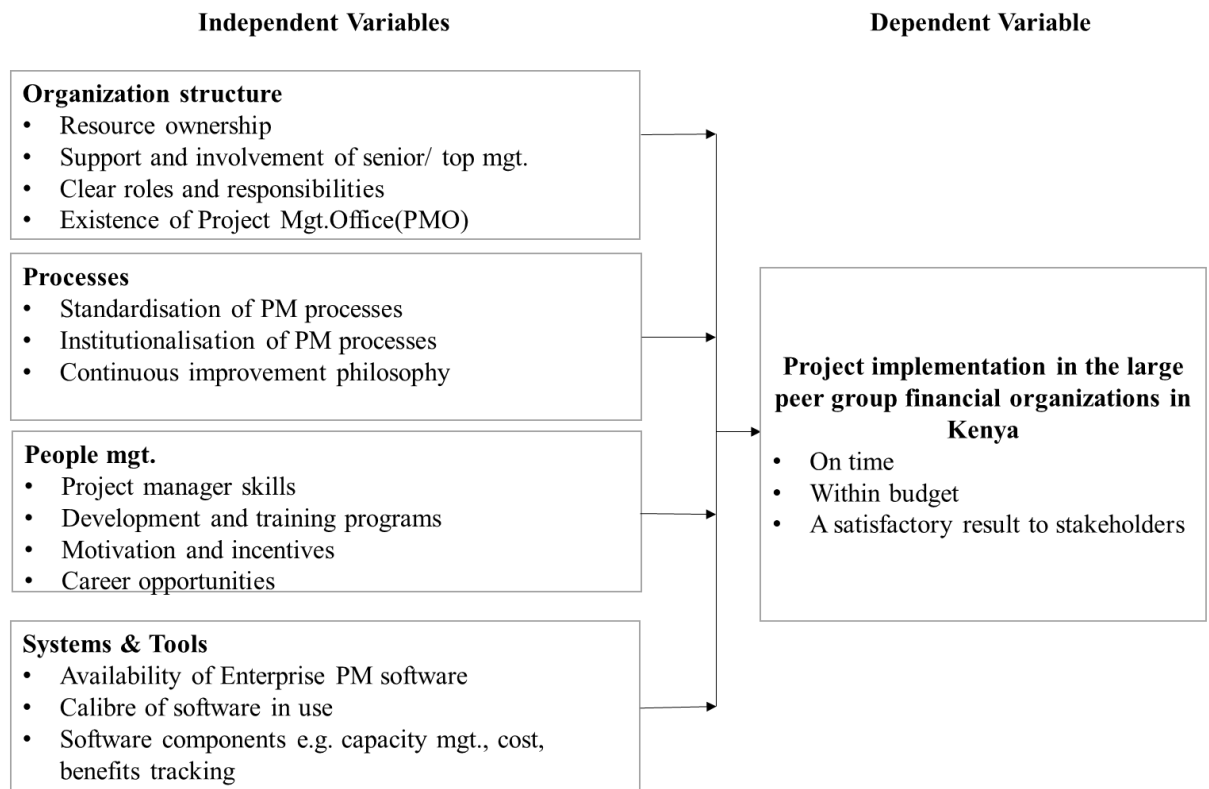 Independent Variables
Dependent Variable
Organization structure
• Resource ownership
• Support and involvement of senior/ top mgt.
• Clear roles and responsibilities
• Existence of Project Mgt.Office(PMO)
Processes
• Standardisation of PM processes
• Institutionalisation of PM processes
• Continuous improvement philosophy
People mgt.
• Project manager skills
• Development and training programs
• Motivation and incentives
• Career opportunities
Systems & Tools
• Availability of Enterprise PM software
• Calibre of software in use
• Software components e.g. capacity mgt., cost,
benefits tracking
Project implementation in the large
peer group financial organizations in
Kenya
• On time
• Within budget
• A satisfactory result to stakeholders